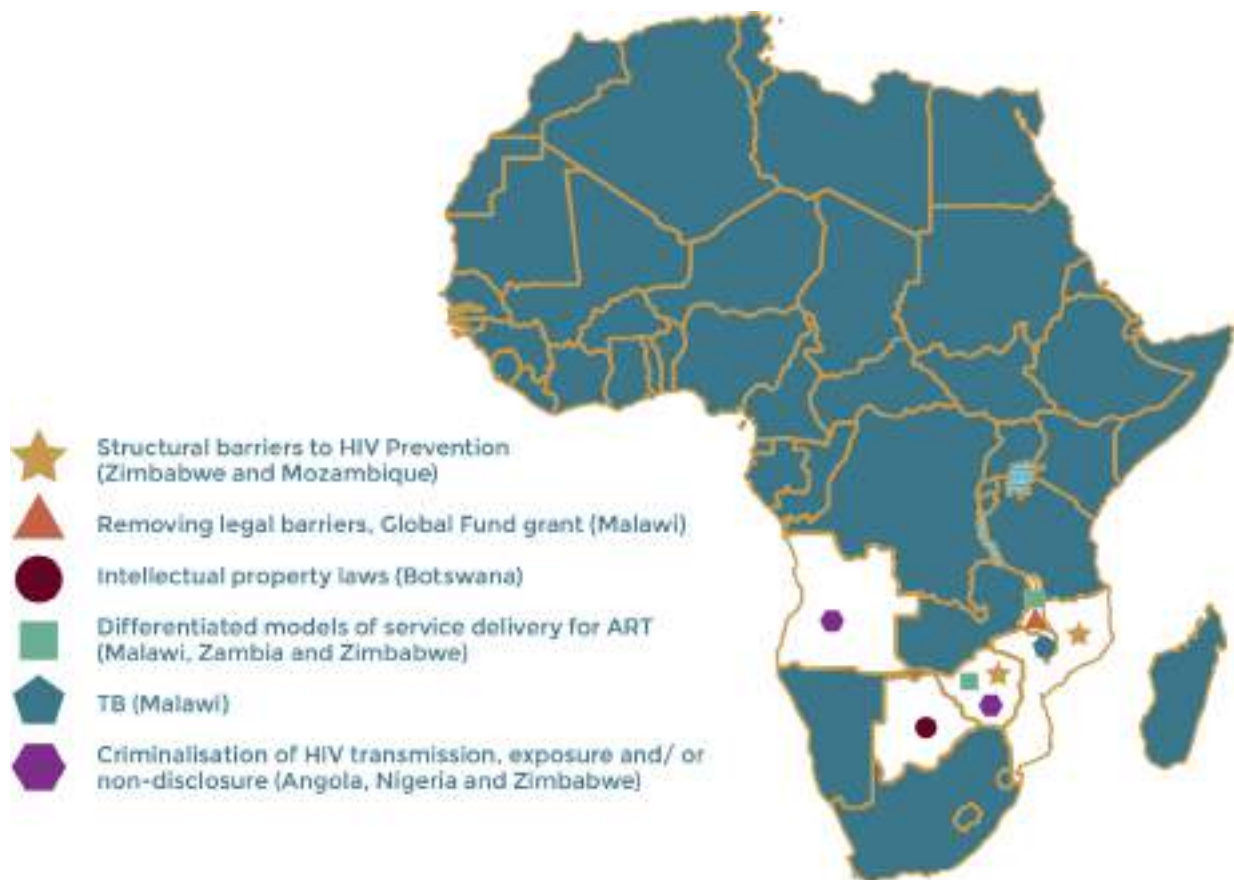 Structural barriers to HIV Prevention
(Zimbabwe and Mozambique)
Removing legal barriers, Global Fund grant (Malawi)
Intellectual property laws (Botswana)
Differentiated models of service delivery for ART
(Malawi, Zambia and Zimbabwe)
TB (Malawi)
Criminalisation of HIV transmission, exposure and/ or
non-disclosure (Angola, Nigeria and Zimbabwe)